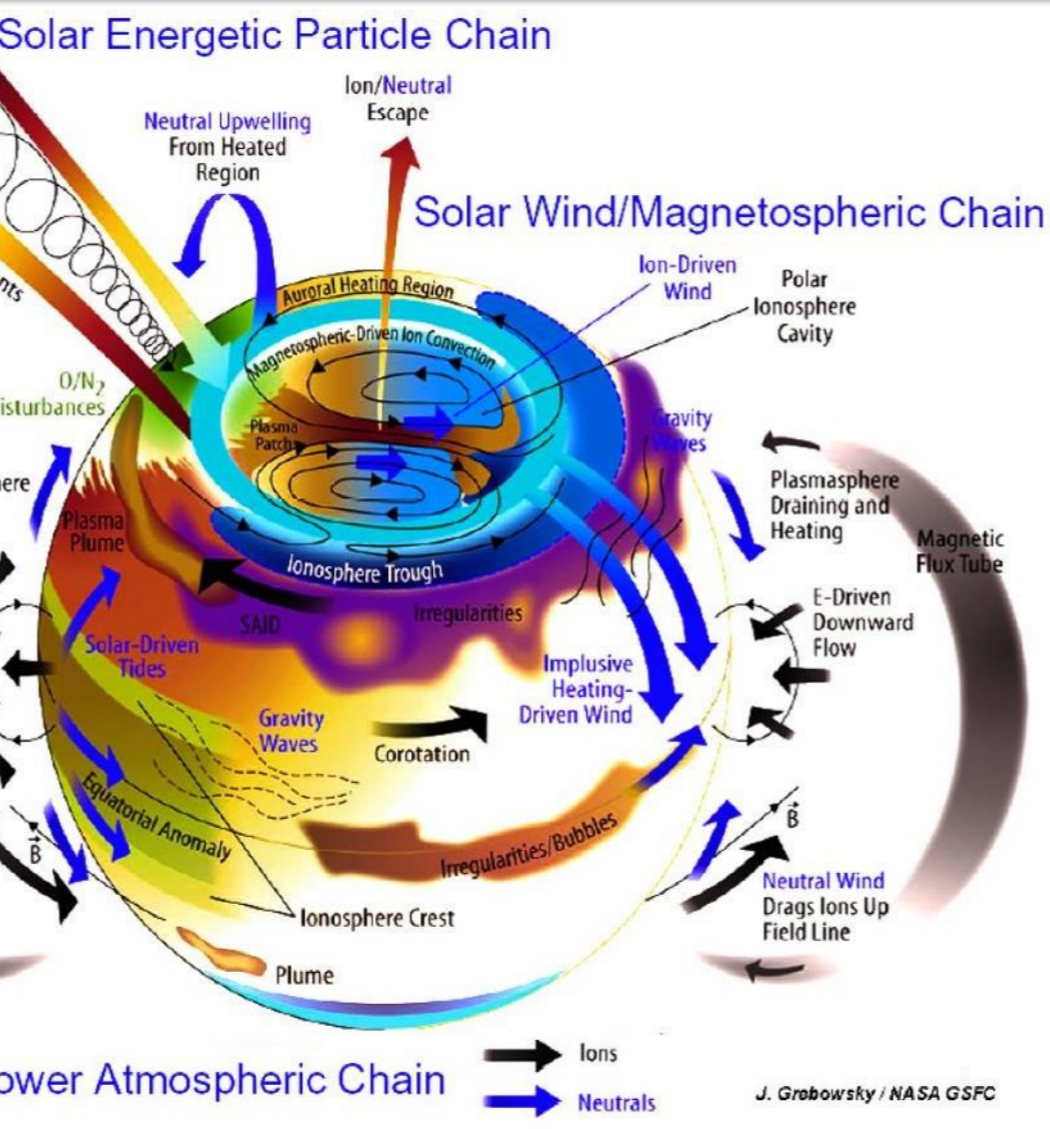 Solar Energetic Particle Chain
Ion/Neutral
Escape
Neutral Upwelling
From Heated
Region
Solar Wind/Magnetospheric Chain
Ion-Driven
Wind
Polar
Ionosphere
Cavity
nts
Auroral Heating Region
Magnetospheric-Driven Ion Convection
O/N2
isturbances
Plasma
Patch
Gravity
Waves
ere
Plasma
Plume
Plasmasphere
Draining and
Heating
Magnetic
Flux Tube
Ionosphere Trough
SAID
Irregularities
E-Driven
Downward
Flow
Solar-Driven
Tides
Implusive
Heating-
Driven Wind
Gravity
Waves
Corotation
Equatorial Anomaly
Irregularities/Bubbles
B
B
Neutral Wind
Drags Ions Up
Field Line
Ionosphere Crest
Plume
Ions
ower Atmospheric Chain
Neutrals
J. Grobowsky / NASA GSFC